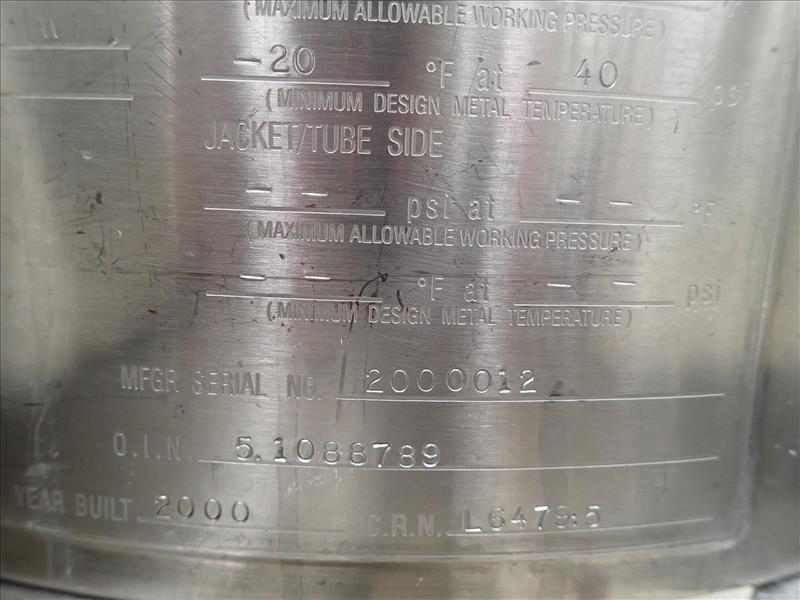 (MAXIMUM ALLOWABLE WORKING PRESSURE)
W
-20 °F at 40 psi
(MINIMUM DESIGN METAL TEMPERATURE)
JACKET/TUBE SIDE
-- psi at -- °F
(MAXIMUM ALLOWABLE WORKING PRESSURE)
-- °F at -- psi
(MINIMUM DESIGN METAL TEMPERATURE)
MFGR SERIAL NO. 2000012
O.I.N. 5.1088789
YEAR BUILT 2000 C.R.N. L6479:5